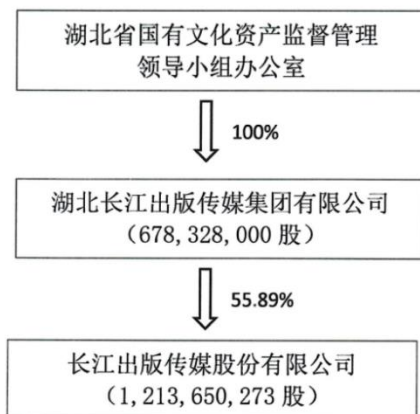 湖北省国有文化资产监督管理
领导小组办公室
100%
湖北长江出版传媒集团有限公司
（678,328,000 股）
55.89%
长江出版传媒股份有限公司
（1,213,650,273 股）